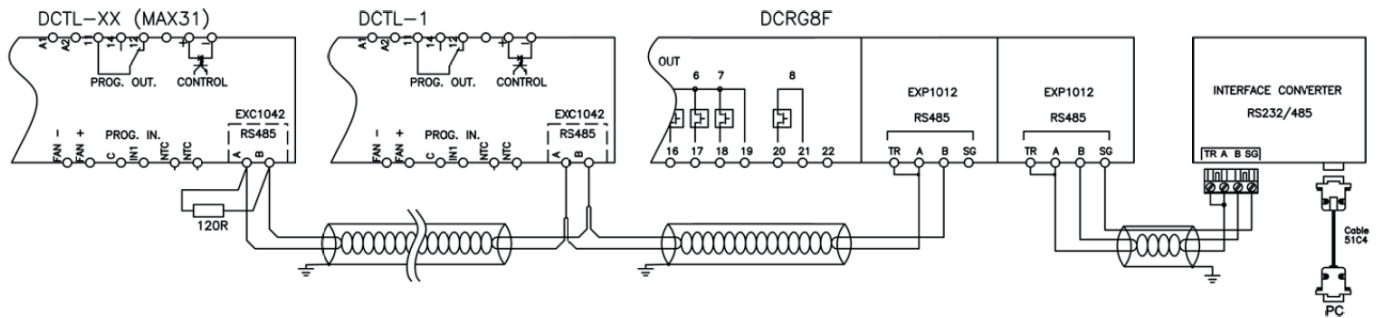 DCTL-XX (MAX31)
A1 A2 11 14 12 + -
PROG. OUT. CONTROL
EXC1042
RS485
- +
FAN FAN
PROG. IN.
C IN1 NTC NTC
A B
120R
DCTL-1
A1 A2 11 14 12 + -
PROG. OUT. CONTROL
EXC1042
RS485
- +
FAN FAN
PROG. IN.
C IN1 NTC NTC
A B
DCRG8F
OUT
6 7 8
16 17 18 19 20 21 22
EXP1012
RS485
TR A B SG
EXP1012
RS485
TR A B SG
INTERFACE CONVERTER
RS232/485
TR A B SG
Cable
51C4
PC